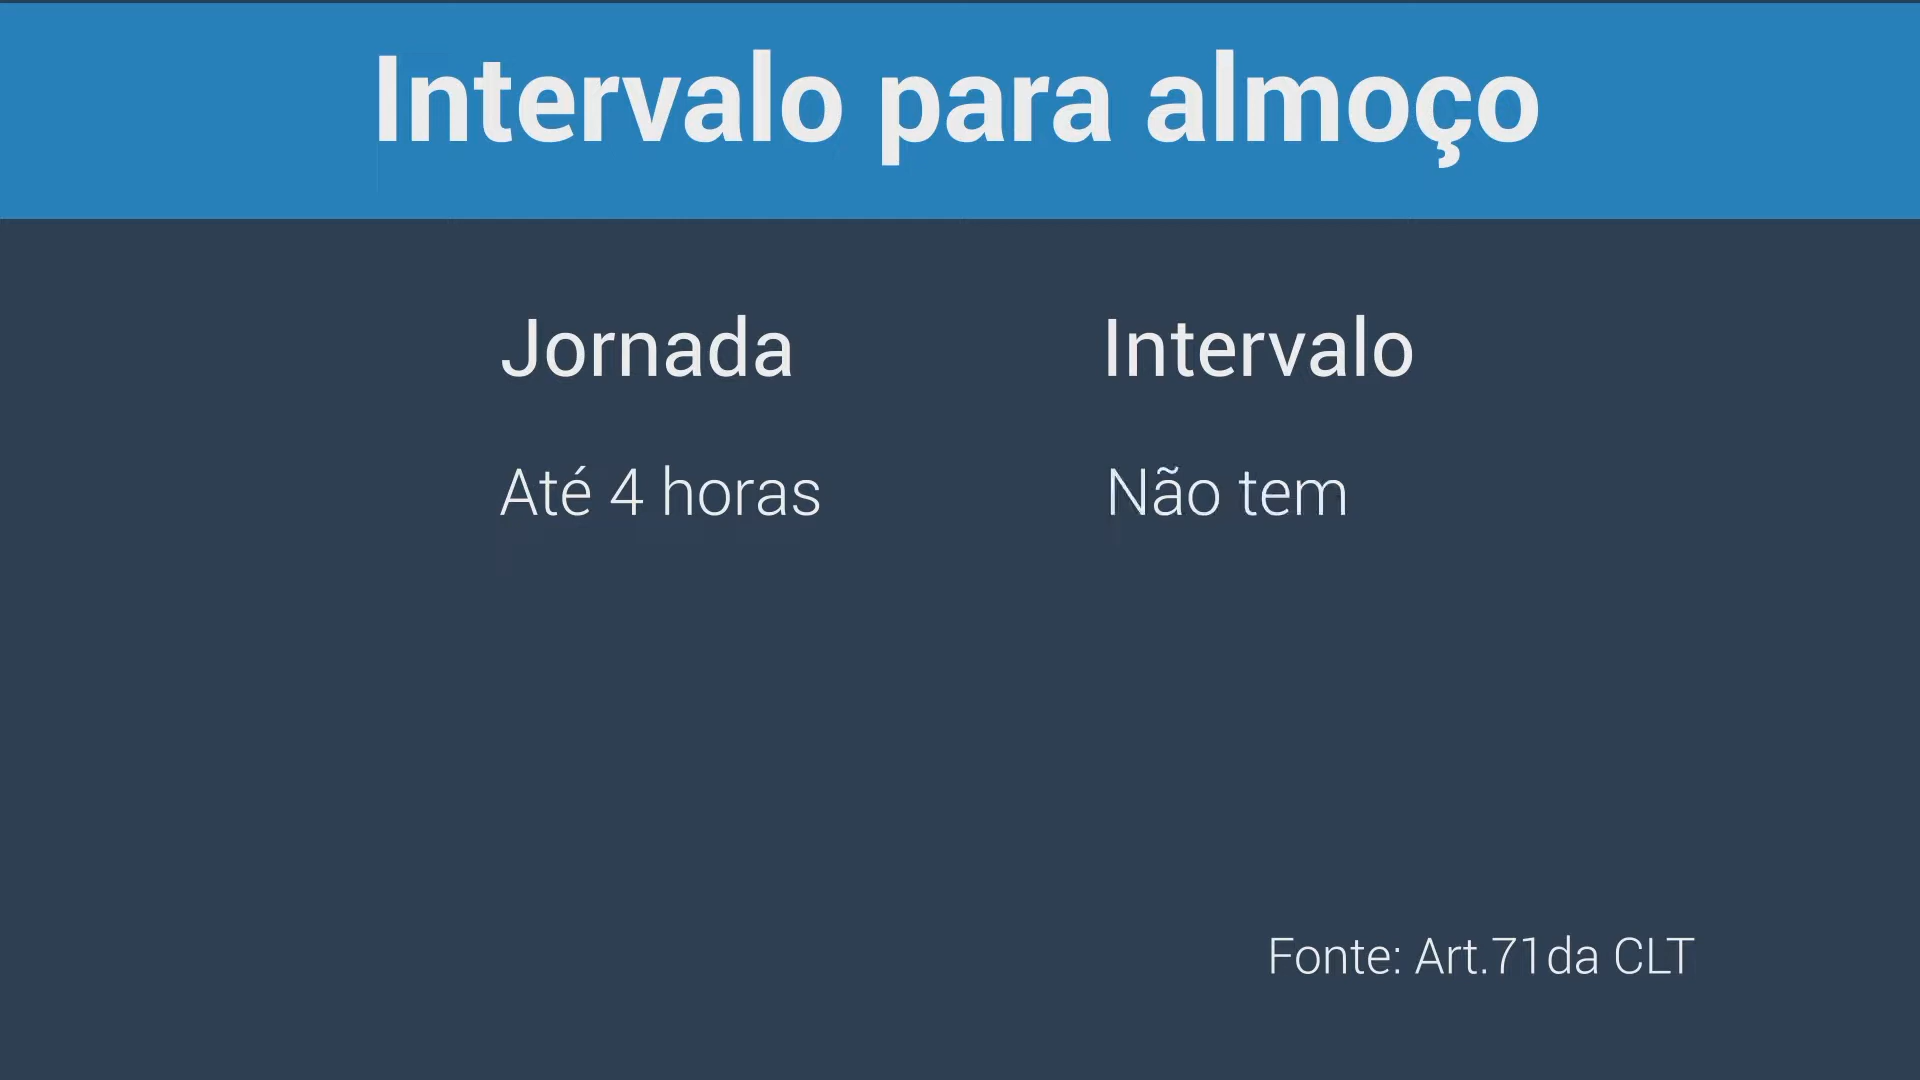 Intervalo para almoço
Jornada Intervalo
Até 4 horas Não tem
Fonte: Art.71da CLT